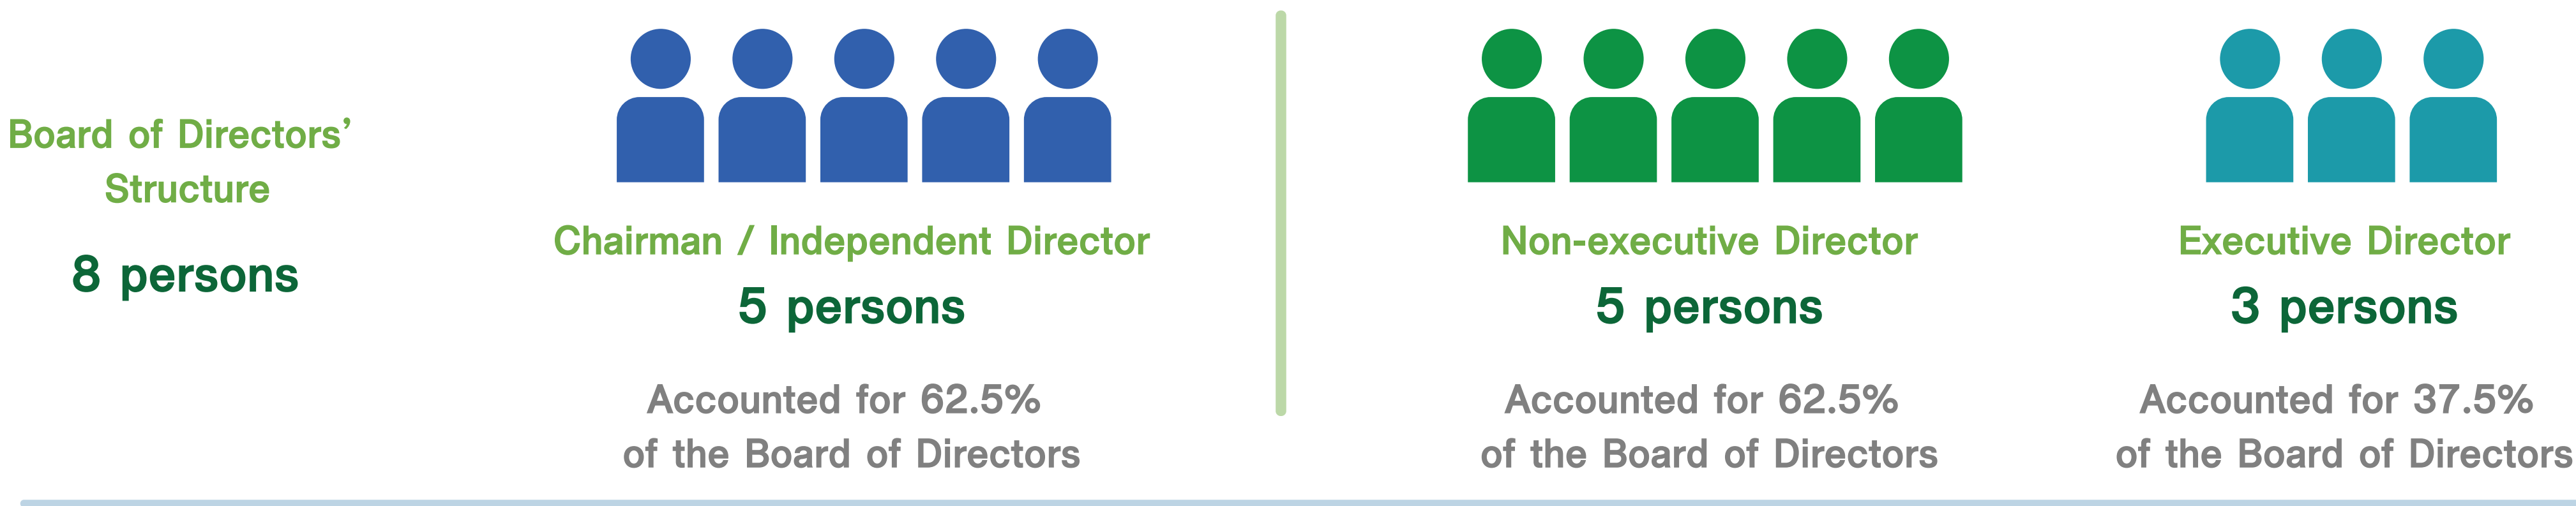 Board of Directors’
Structure
8 persons
Chairman / Independent Director
5 persons
Accounted for 62.5%
of the Board of Directors
Non-executive Director
5 persons
Accounted for 62.5%
of the Board of Directors
Executive Director
3 persons
Accounted for 37.5%
of the Board of Directors